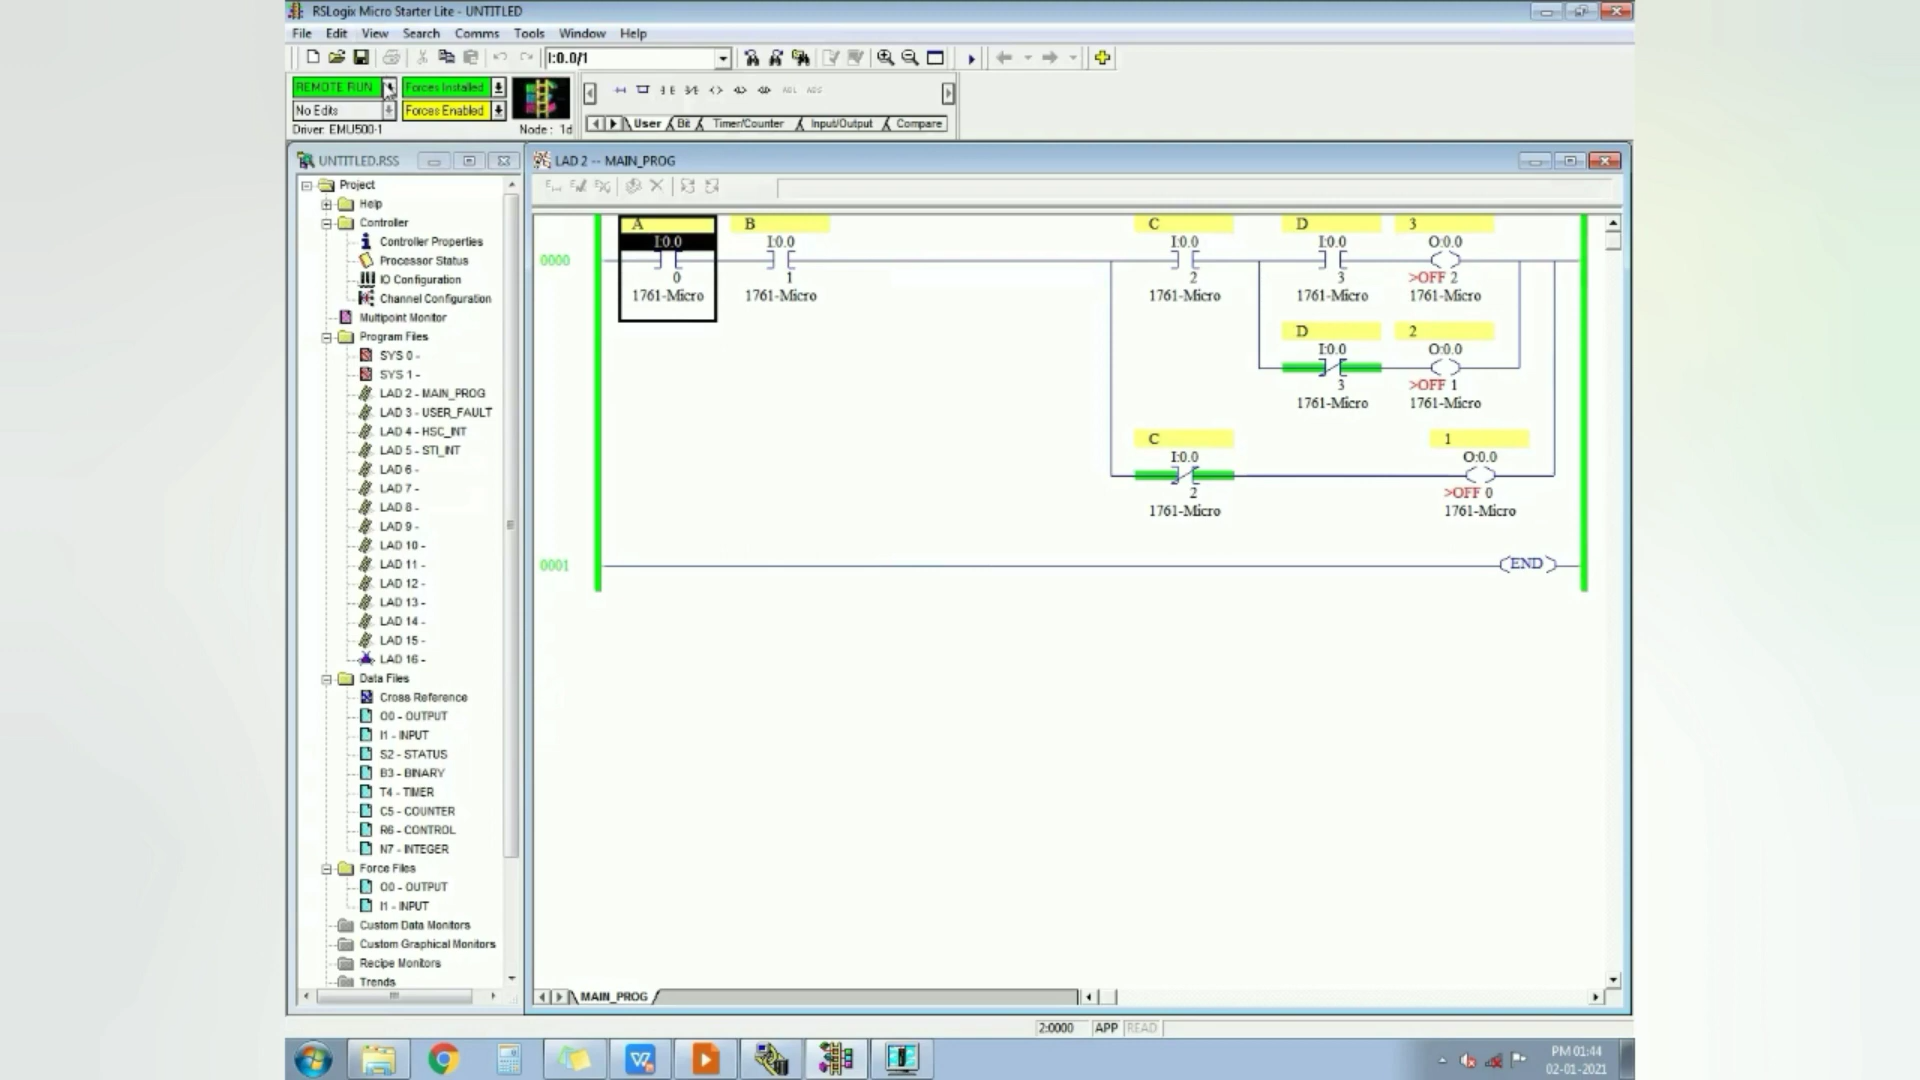 RSLogix Micro Starter Lite - UNTITLED
File Edit View Search Comms Tools Window Help
I:0.0/1
REMOTE RUN Forces Installed
No Edits Forces Enabled
Driver: EMU500-1 Node : 1d
User Bit Timer/Counter Input/Output Compare
UNTITLED.RSS
Project
Help
Controller
Controller Properties
Processor Status
IO Configuration
Channel Configuration
Multipoint Monitor
Program Files
SYS 0 -
SYS 1 -
LAD 2 - MAIN_PROG
LAD 3 - USER_FAULT
LAD 4 - HSC_INT
LAD 5 - STI_INT
LAD 6 -
LAD 7 -
LAD 8 -
LAD 9 -
LAD 10 -
LAD 11 -
LAD 12 -
LAD 13 -
LAD 14 -
LAD 15 -
LAD 16 -
Data Files
Cross Reference
O0 - OUTPUT
I1 - INPUT
S2 - STATUS
B3 - BINARY
T4 - TIMER
C5 - COUNTER
R6 - CONTROL
N7 - INTEGER
Force Files
O0 - OUTPUT
I1 - INPUT
Custom Data Monitors
Custom Graphical Monitors
Recipe Monitors
Trends
LAD 2 -- MAIN_PROG
A B C D 3
I:0.0 I:0.0 I:0.0 I:0.0 O:0.0
0000
0 1 2 3 >OFF 2
1761-Micro 1761-Micro 1761-Micro 1761-Micro 1761-Micro
D 2
I:0.0 O:0.0
3 >OFF 1
1761-Micro 1761-Micro
C 1
I:0.0 O:0.0
2 >OFF 0
1761-Micro 1761-Micro
0001 END
MAIN_PROG
2:0000 APP READ
PM 01:44
02-01-2021